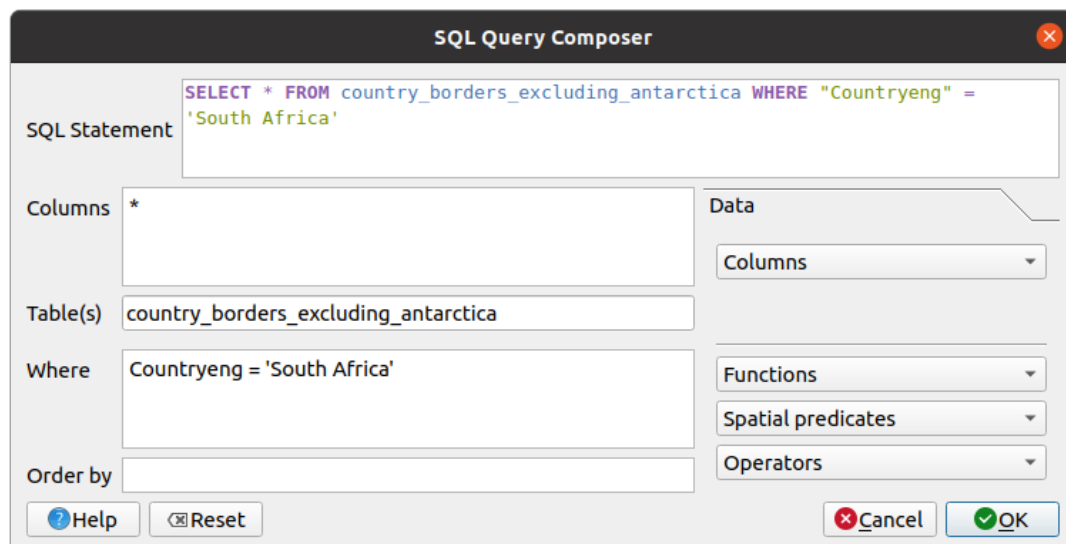 SQL Query Composer
SELECT * FROM country_borders_excluding_antarctica WHERE "Countryeng" =
'South Africa'
SQL Statement
Columns
*
Data
Columns
Table(s)
country_borders_excluding_antarctica
Where
Countryeng = 'South Africa'
Functions
Spatial predicates
Operators
Order by
Help
Reset
Cancel
OK